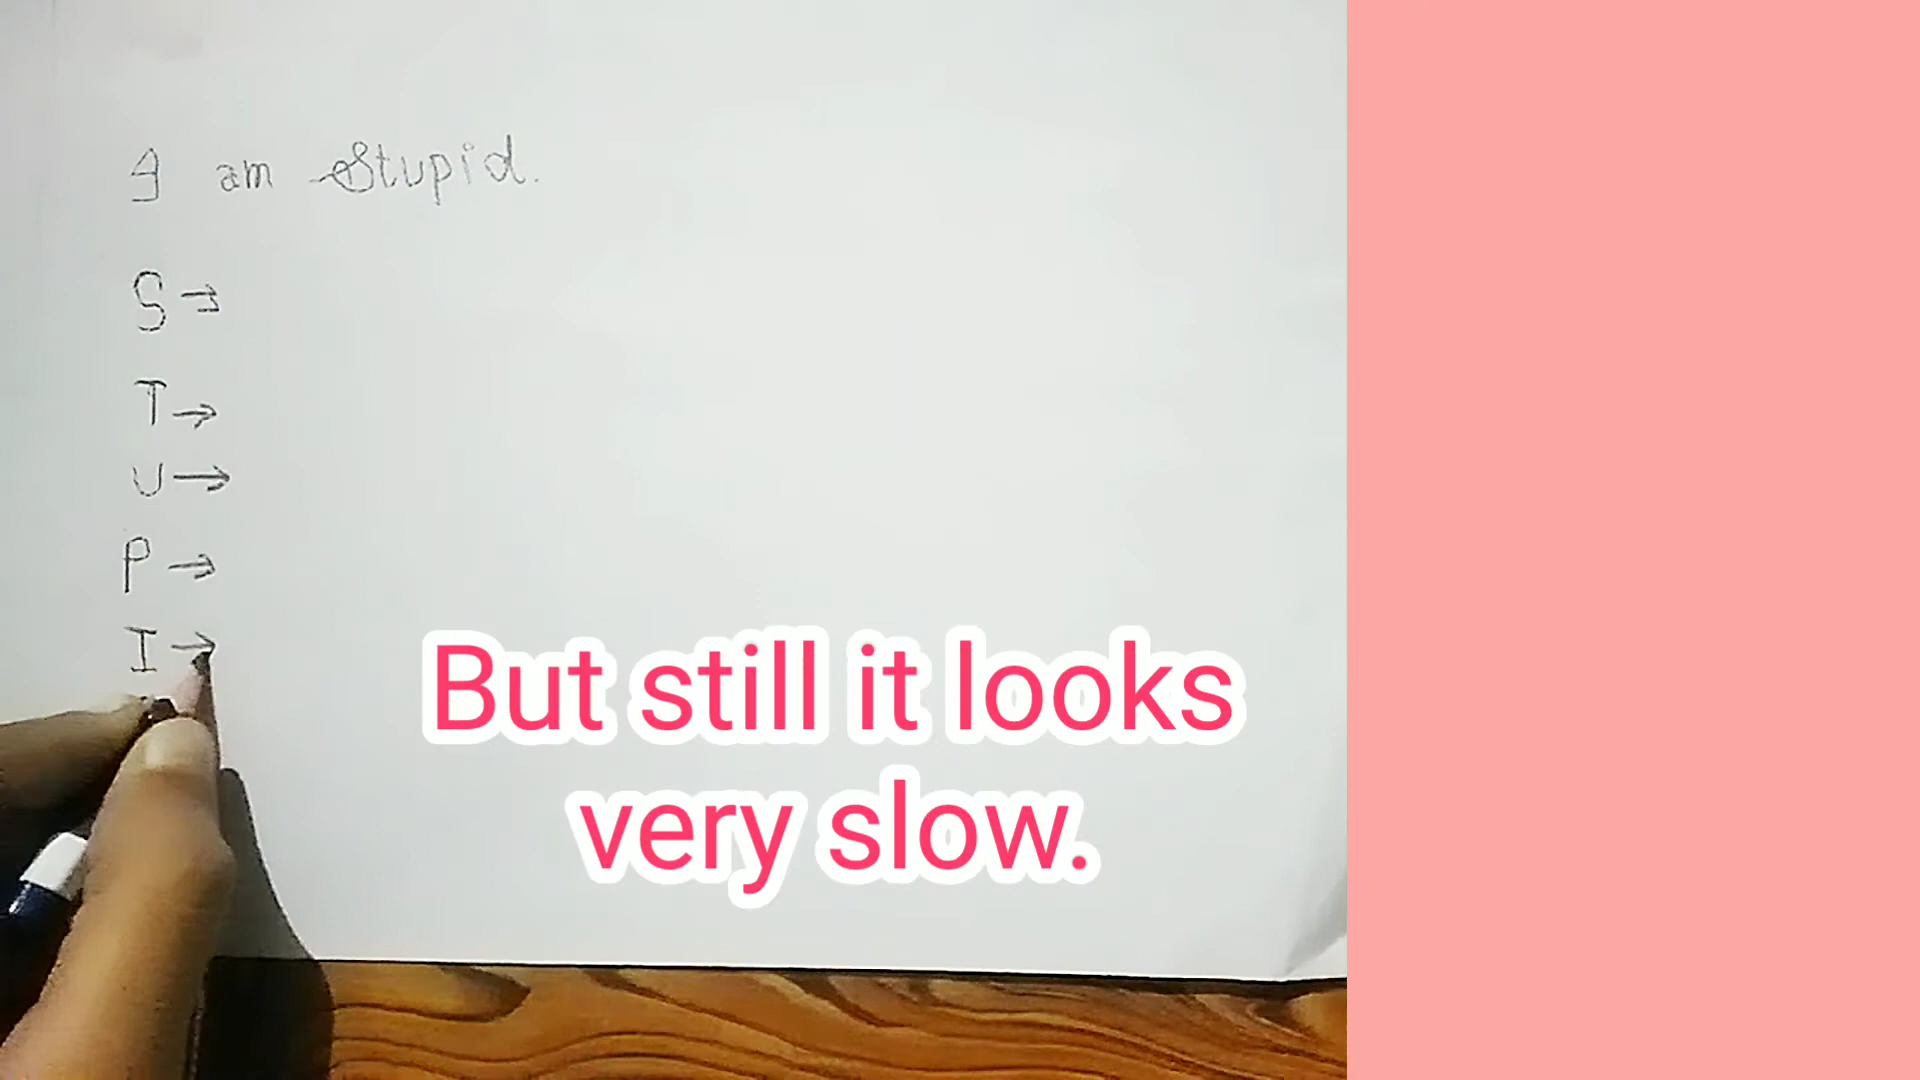 I am Stupid.
S →
T →
U →
P →
I →
But still it looks
very slow.